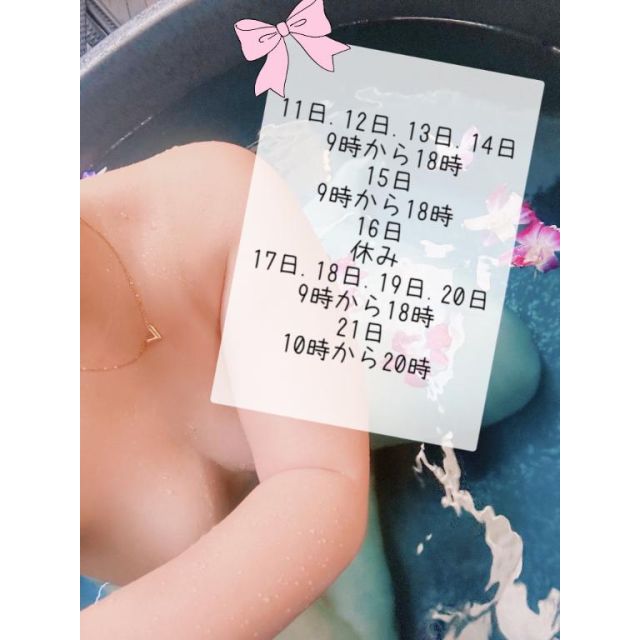 11日.12日.13日.14日
9時から18時
15日
9時から18時
16日
休み
17日.18日.19日.20日
9時から18時
21日
10時から20時